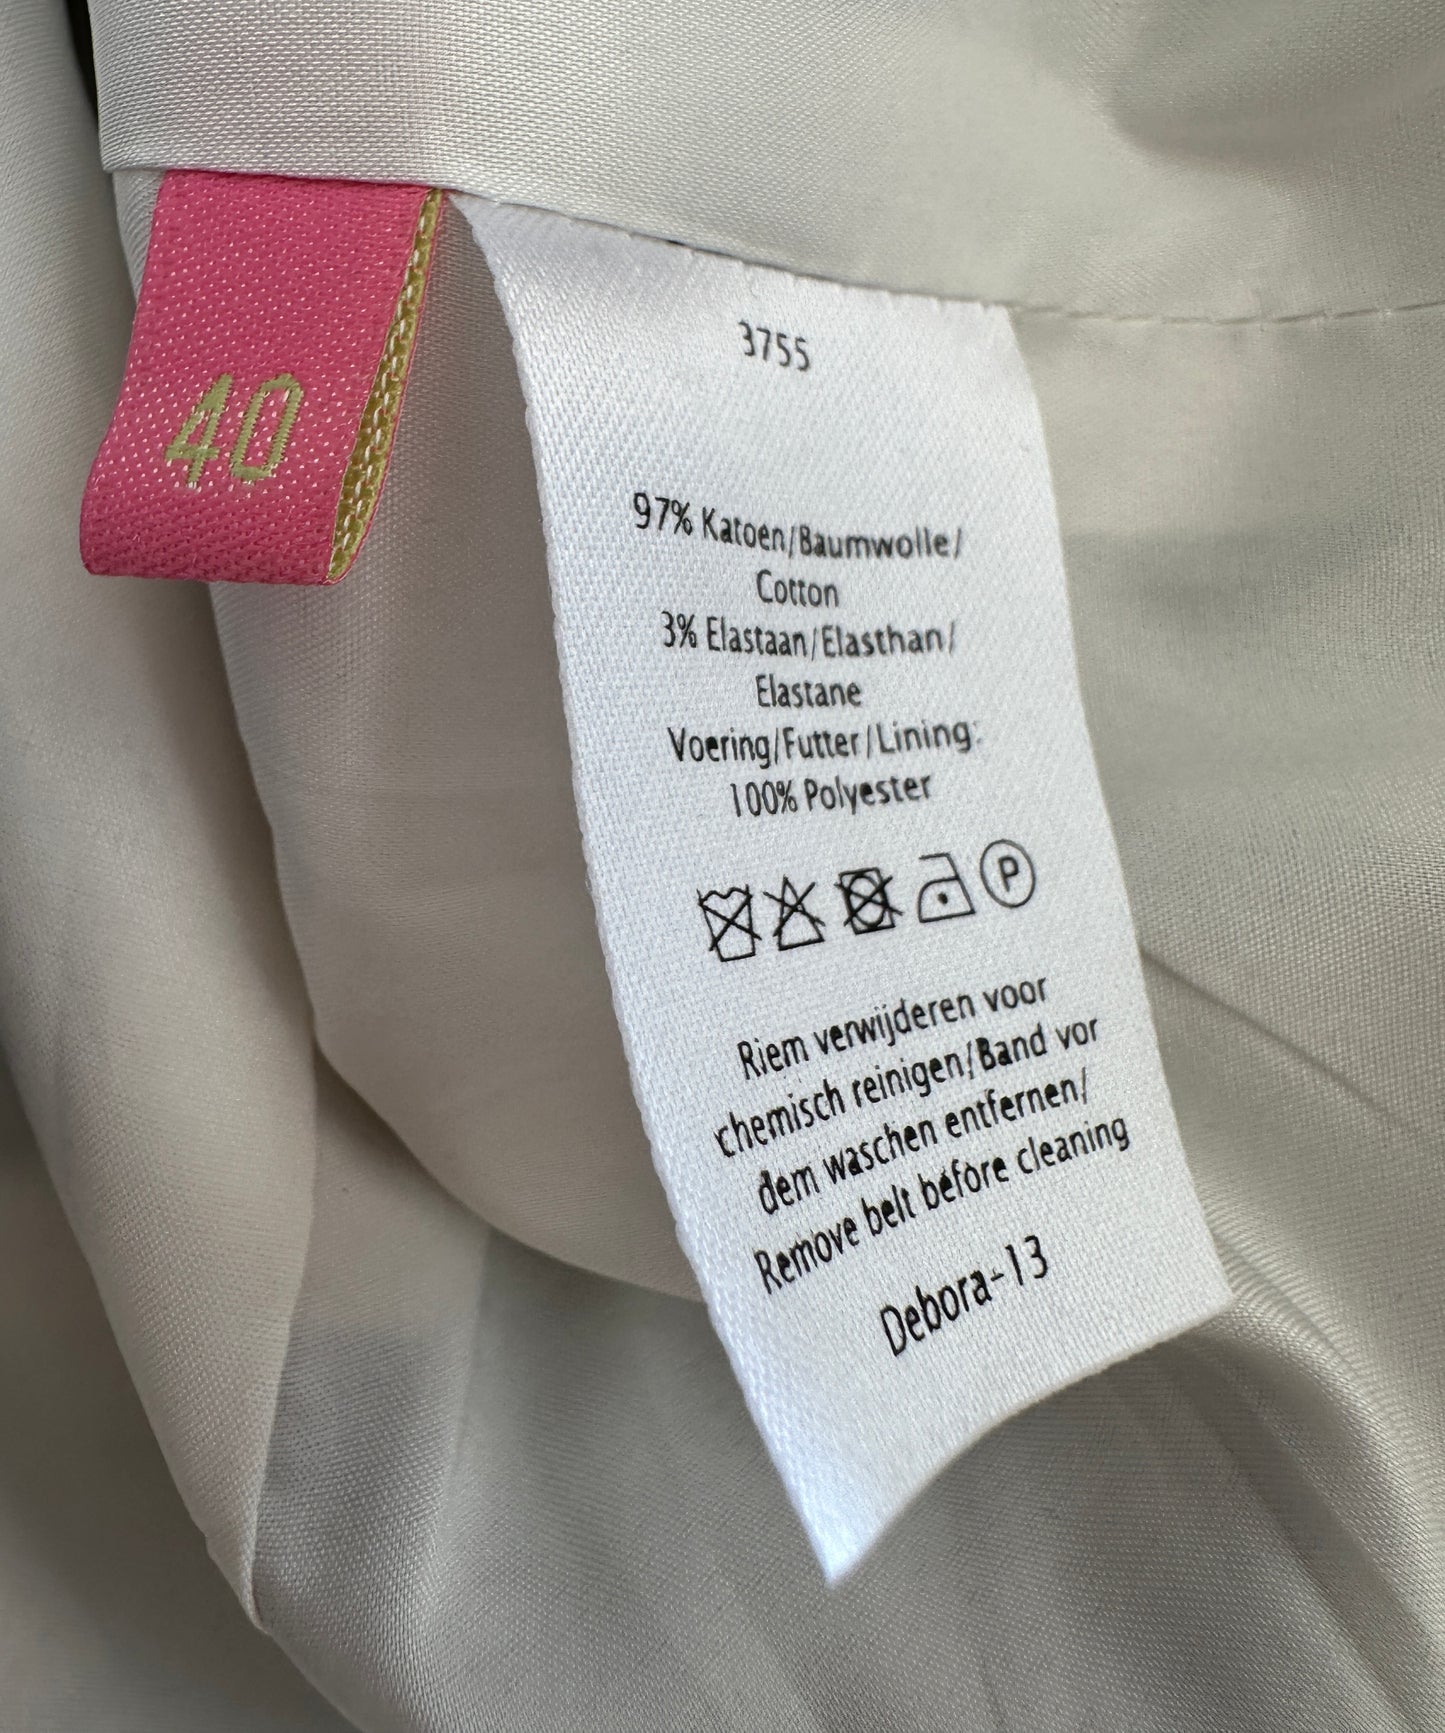 40
3755
97% Katoen/Baumwolle/
Cotton
3% Elastaan/Elasthan/
Elastane
Voering/Futter/Lining:
100% Polyester
P
Riem verwijderen voor
chemisch reinigen/Band vor
dem waschen entfernen/
Remove belt before cleaning
Debora-13